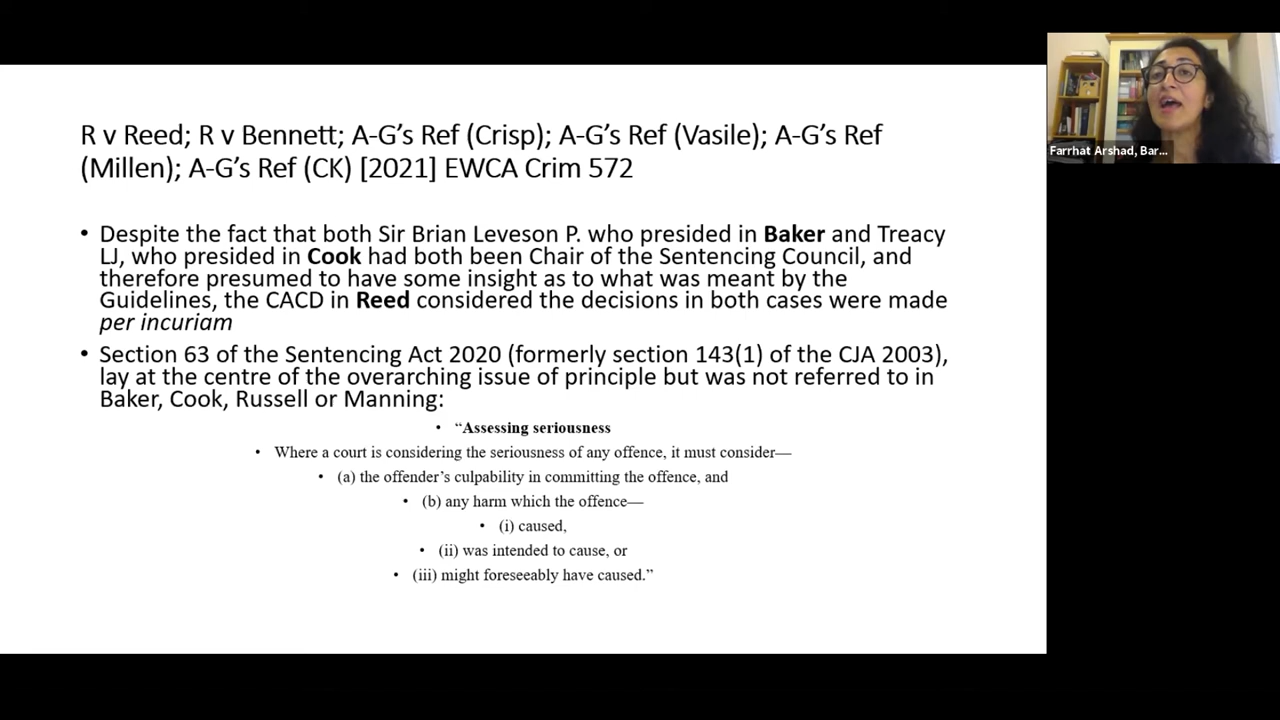 R v Reed; R v Bennett; A-G’s Ref (Crisp); A-G’s Ref (Vasile); A-G’s Ref
(Millen); A-G’s Ref (CK) [2021] EWCA Crim 572
• Despite the fact that both Sir Brian Leveson P. who presided in Baker and Treacy
LJ, who presided in Cook had both been Chair of the Sentencing Council, and
therefore presumed to have some insight as to what was meant by the
Guidelines, the CACD in Reed considered the decisions in both cases were made
per incuriam
• Section 63 of the Sentencing Act 2020 (formerly section 143(1) of the CJA 2003),
lay at the centre of the overarching issue of principle but was not referred to in
Baker, Cook, Russell or Manning:
• “Assessing seriousness
• Where a court is considering the seriousness of any offence, it must consider—
• (a) the offender’s culpability in committing the offence, and
• (b) any harm which the offence—
• (i) caused,
• (ii) was intended to cause, or
• (iii) might foreseeably have caused.”
Farrhat Arshad, Bar...